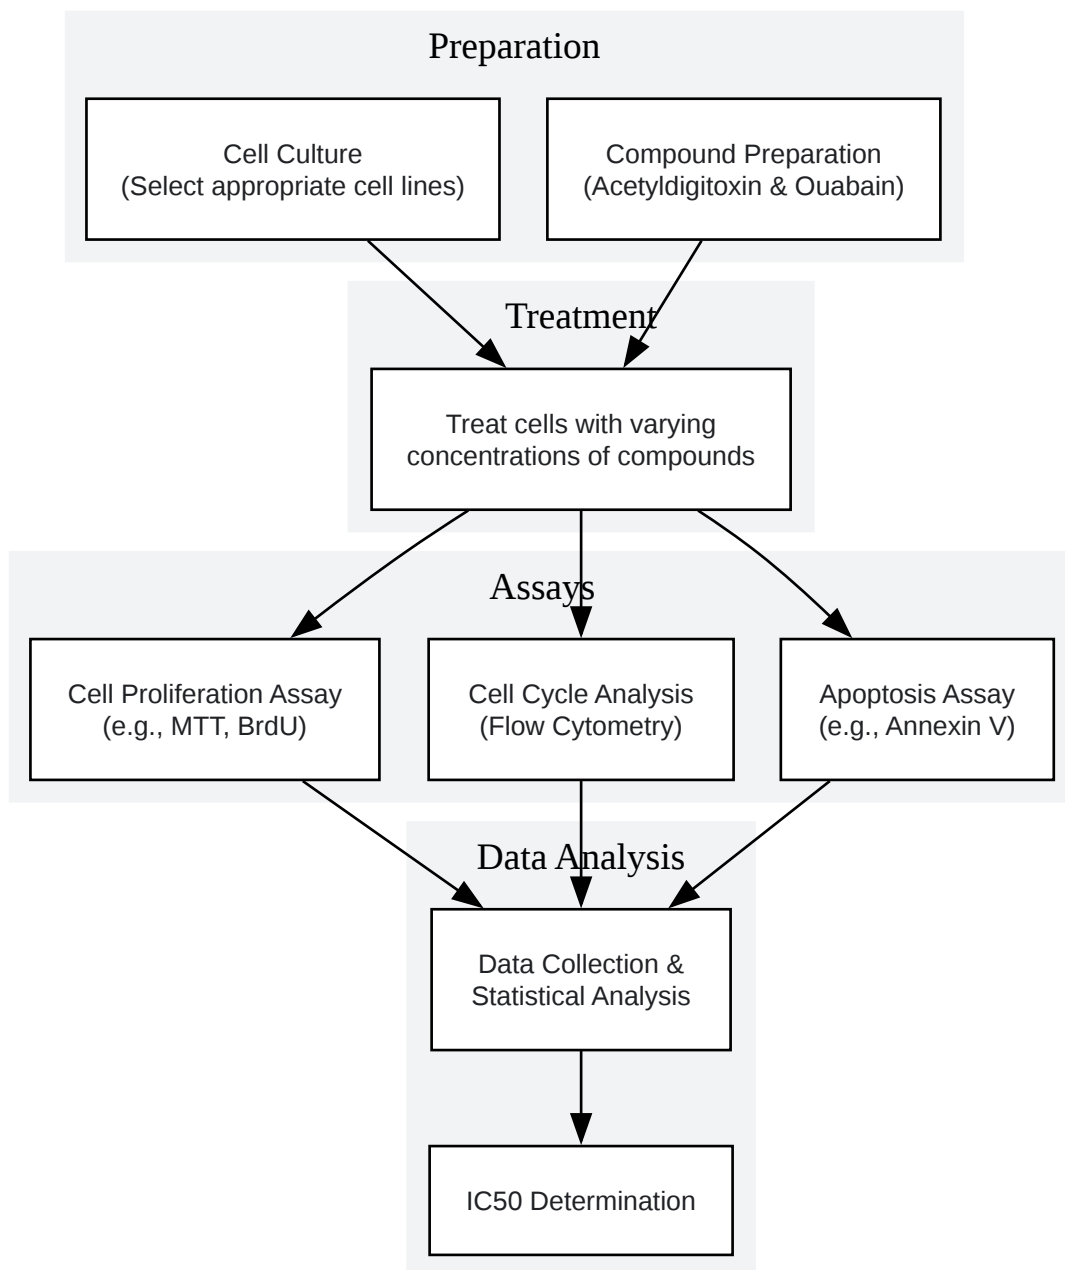 Preparation
Cell Culture
(Select appropriate cell lines)
Compound Preparation
(Acetyldigitoxin & Ouabain)
Treatment
Treat cells with varying
concentrations of compounds
Assays
Cell Proliferation Assay
(e.g., MTT, BrdU)
Cell Cycle Analysis
(Flow Cytometry)
Apoptosis Assay
(e.g., Annexin V)
Data Analysis
Data Collection &
Statistical Analysis
IC50 Determination